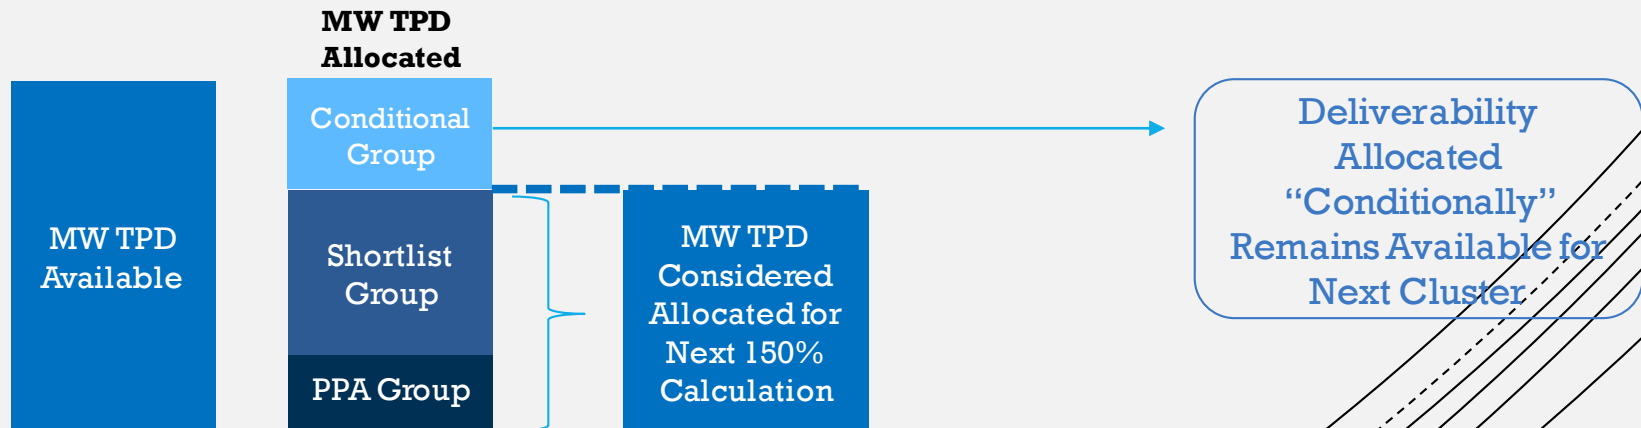 MW TPD
Allocated
MW TPD
Available
Conditional
Group
Shortlist
Group
PPA Group
MW TPD
Considered
Allocated for
Next 150%
Calculation
Deliverability
Allocated
“Conditionally”
Remains Available for
Next Cluster